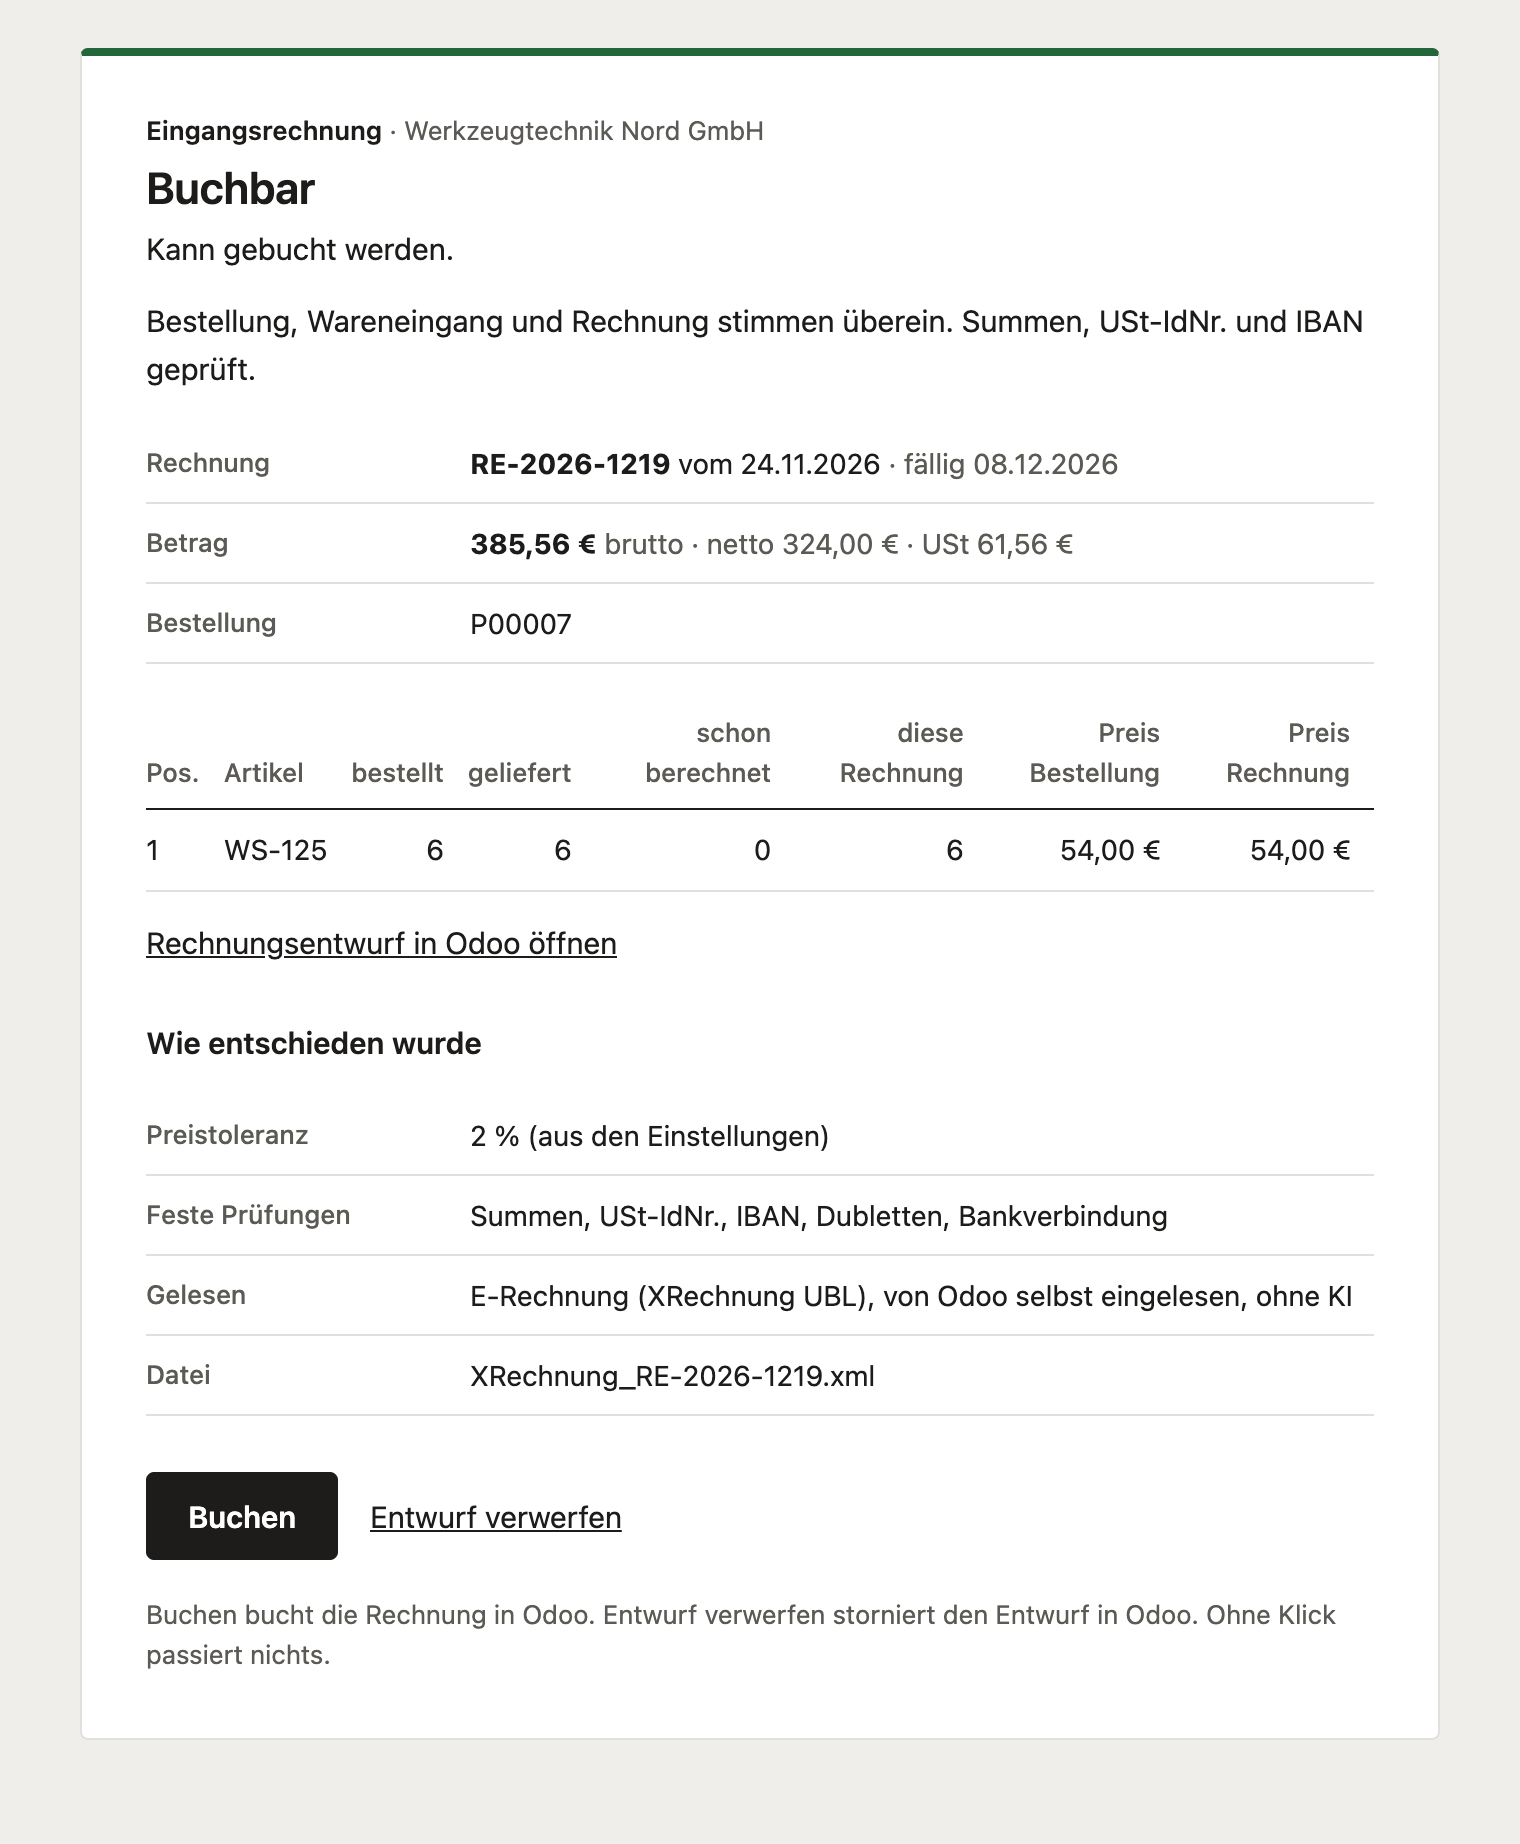 Eingangsrechnung · Werkzeugtechnik Nord GmbH
Buchbar
Kann gebucht werden.
Bestellung, Wareneingang und Rechnung stimmen überein. Summen, USt-IdNr. und IBAN
geprüft.
Rechnung RE-2026-1219 vom 24.11.2026 · fällig 08.12.2026
Betrag 385,56 € brutto · netto 324,00 € · USt 61,56 €
Bestellung P00007
schon diese Preis Preis
Pos. Artikel bestellt geliefert berechnet Rechnung Bestellung Rechnung
1 WS-125 6 6 0 6 54,00 € 54,00 €
Rechnungsentwurf in Odoo öffnen
Wie entschieden wurde
Preistoleranz 2 % (aus den Einstellungen)
Feste Prüfungen Summen, USt-IdNr., IBAN, Dubletten, Bankverbindung
Gelesen E-Rechnung (XRechnung UBL), von Odoo selbst eingelesen, ohne KI
Datei XRechnung_RE-2026-1219.xml
Buchen Entwurf verwerfen
Buchen bucht die Rechnung in Odoo. Entwurf verwerfen storniert den Entwurf in Odoo. Ohne Klick
passiert nichts.